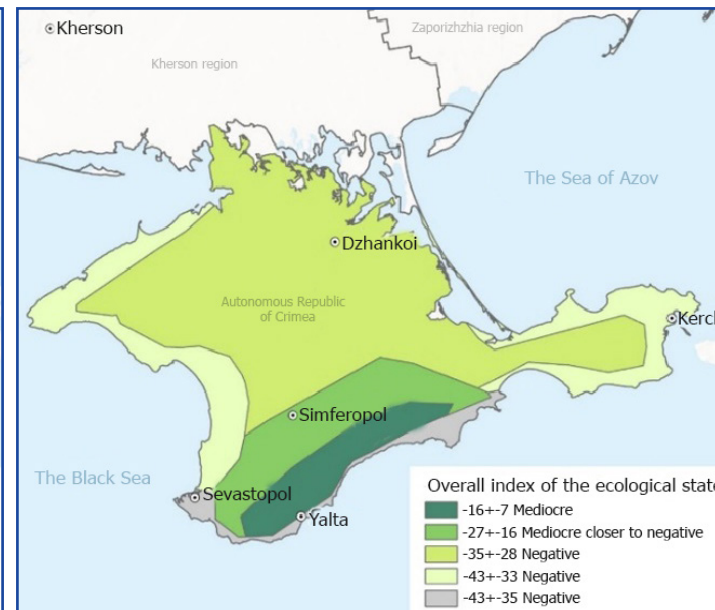 Kherson
Zaporizhzhia region
Kherson region
The Sea of Azov
Dzhankoi
Autonomous Republic
of Crimea
Kerch
Simferopol
The Black Sea
Sevastopol
Yalta
Overall index of the ecological state
-16+-7 Mediocre
-27+-16 Mediocre closer to negative
-35+-28 Negative
-43+-33 Negative
-43+-35 Negative